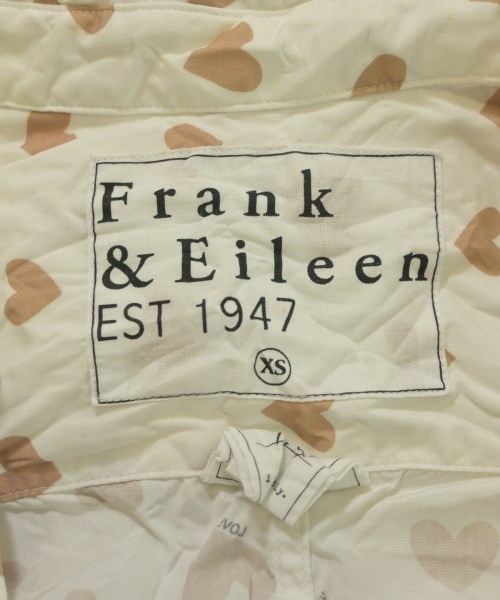 Frank
& Eileen
EST 1947
XS